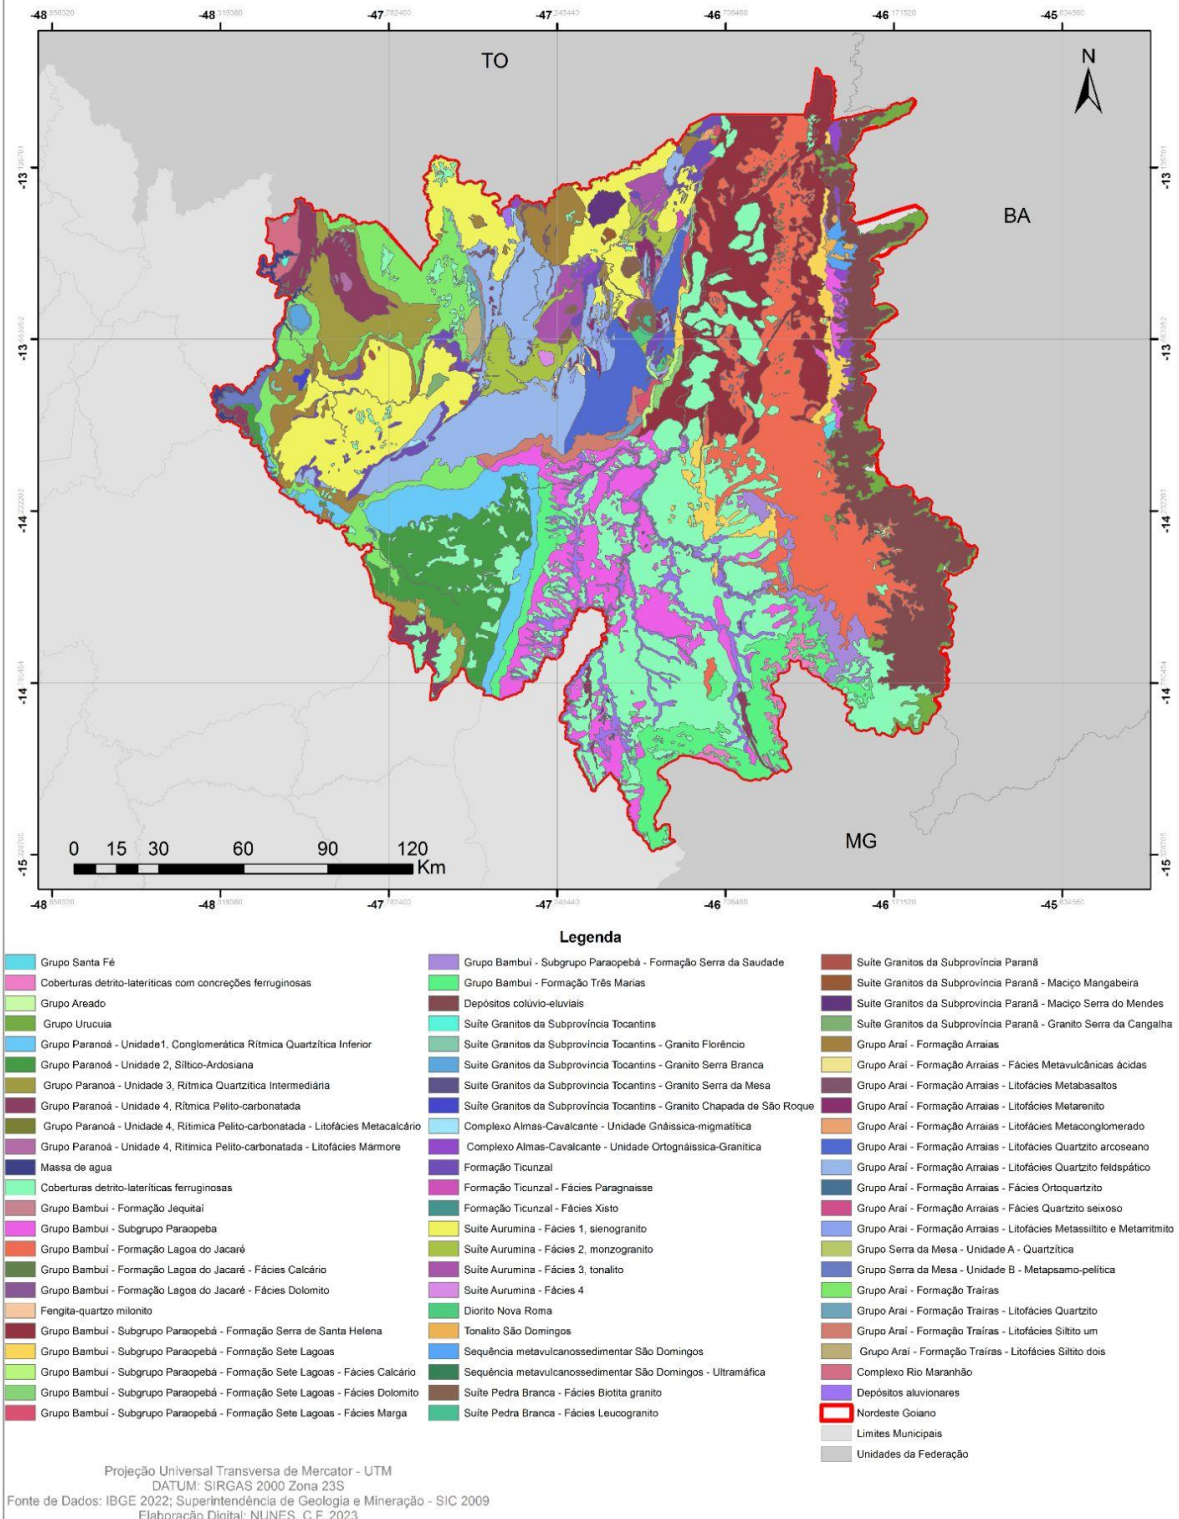 -48,658320 -48,319360 -47,782400 -47,245440 -46,708480 -46,171520 -45,634560
TO
N
BA
MG
0 15 30 60 90 120
Km
-48,658320 -48,319360 -47,782400 -47,245440 -46,708480 -46,171520 -45,634560
Legenda
Grupo Santa Fé
Coberturas detrito-lateríticas com concreções ferruginosas
Grupo Areado
Grupo Urucuia
Grupo Paranoá - Unidade1, Conglomerática Rítmica Quartzítica Inferior
Grupo Paranoá - Unidade 2, Síltico-Ardosiana
Grupo Paranoá - Unidade 3, Rítmica Quartzítica Intermediária
Grupo Paranoá - Unidade 4, Rítmica Pelito-carbonatada
Grupo Paranoá - Unidade 4, Ritimica Pelito-carbonatada - Litofácies Metacalcário
Grupo Paranoá - Unidade 4, Ritimica Pelito-carbonatada - Litofácies Mármore
Massa de agua
Coberturas detrito-lateríticas ferruginosas
Grupo Bambuí - Formação Jequitaí
Grupo Bambuí - Subgrupo Paraopeba
Grupo Bambuí - Formação Lagoa do Jacaré
Grupo Bambuí - Formação Lagoa do Jacaré - Fácies Calcário
Grupo Bambuí - Formação Lagoa do Jacaré - Fácies Dolomito
Fengita-quartzo milonito
Grupo Bambuí - Subgrupo Paraopebá - Formação Serra de Santa Helena
Grupo Bambuí - Subgrupo Paraopebá - Formação Sete Lagoas
Grupo Bambuí - Subgrupo Paraopebá - Formação Sete Lagoas - Fácies Calcário
Grupo Bambuí - Subgrupo Paraopebá - Formação Sete Lagoas - Fácies Dolomito
Grupo Bambuí - Subgrupo Paraopebá - Formação Sete Lagoas - Fácies Marga
Grupo Bambuí - Subgrupo Paraopebá - Formação Serra da Saudade
Grupo Bambui - Formação Três Marias
Depósitos colúvio-eluviais
Suíte Granitos da Subprovíncia Tocantins
Suíte Granitos da Subprovíncia Tocantins - Granito Florêncio
Suíte Granitos da Subprovíncia Tocantins - Granito Serra Branca
Suite Granitos da Subprovíncia Tocantins - Granito Serra da Mesa
Suíte Granitos da Subprovíncia Tocantins - Granito Chapada de São Roque
Complexo Almas-Cavalcante - Unidade Gnáissica-migmatítica
Complexo Almas-Cavalcante - Unidade Ortognáissica-Granítica
Formação Ticunzal
Formação Ticunzal - Fácies Paragnaisse
Formação Ticunzal - Fácies Xisto
Suíte Aurumina - Fácies 1, sienogranito
Suíte Aurumina - Fácies 2, monzogranito
Suíte Aurumina - Fácies 3, tonalito
Suíte Aurumina - Fácies 4
Diorito Nova Roma
Tonalito São Domingos
Sequência metavulcanossedimentar São Domingos
Sequência metavulcanossedimentar São Domingos - Ultramáfica
Suíte Pedra Branca - Fácies Biotita granito
Suíte Pedra Branca - Fácies Leucogranito
Suíte Granitos da Subprovíncia Paranã
Suíte Granitos da Subprovíncia Paranã - Maciço Mangabeira
Suíte Granitos da Subprovíncia Paranã - Maciço Serra do Mendes
Suíte Granitos da Subprovíncia Paranã - Granito Serra da Cangalha
Grupo Araí - Formação Arraias
Grupo Araí - Formação Arraias - Fácies Metavulcânicas ácidas
Grupo Arai - Formação Arraias - Litofácies Metabasaltos
Grupo Araí - Formação Arraias - Litofácies Metarenito
Grupo Araí - Formação Arraias - Litofácies Metaconglomerado
Grupo Araí - Formação Arraias - Litofácies Quartzito arcoseano
Grupo Araí - Formação Arraias - Litofácies Quartzito feldspático
Grupo Araí - Formação Arraias - Fácies Ortoquartzito
Grupo Araí - Formação Arraias - Fácies Quartzito seixoso
Grupo Araí - Formação Arraias - Litofácies Metassiltito e Metarritmito
Grupo Serra da Mesa - Unidade A - Quartzítica
Grupo Serra da Mesa - Unidade B - Metapsamo-pelítica
Grupo Araí - Formação Traíras
Grupo Arai - Formação Trairas - Litofácies Quartzito
Grupo Araí - Formação Traíras - Litofácies Siltito um
Grupo Araí - Formação Traíras - Litofácies Siltito dois
Complexo Rio Maranhão
Depósitos aluvionares
Nordeste Goiano
Limites Municipais
Unidades da Federação
Projeção Universal Transversa de Mercator - UTM
DATUM: SIRGAS 2000 Zona 23S
Fonte de Dados: IBGE 2022; Superintendência de Geologia e Mineração - SIC 2009
Elaboração Digital: NUNES, C.F. 2023